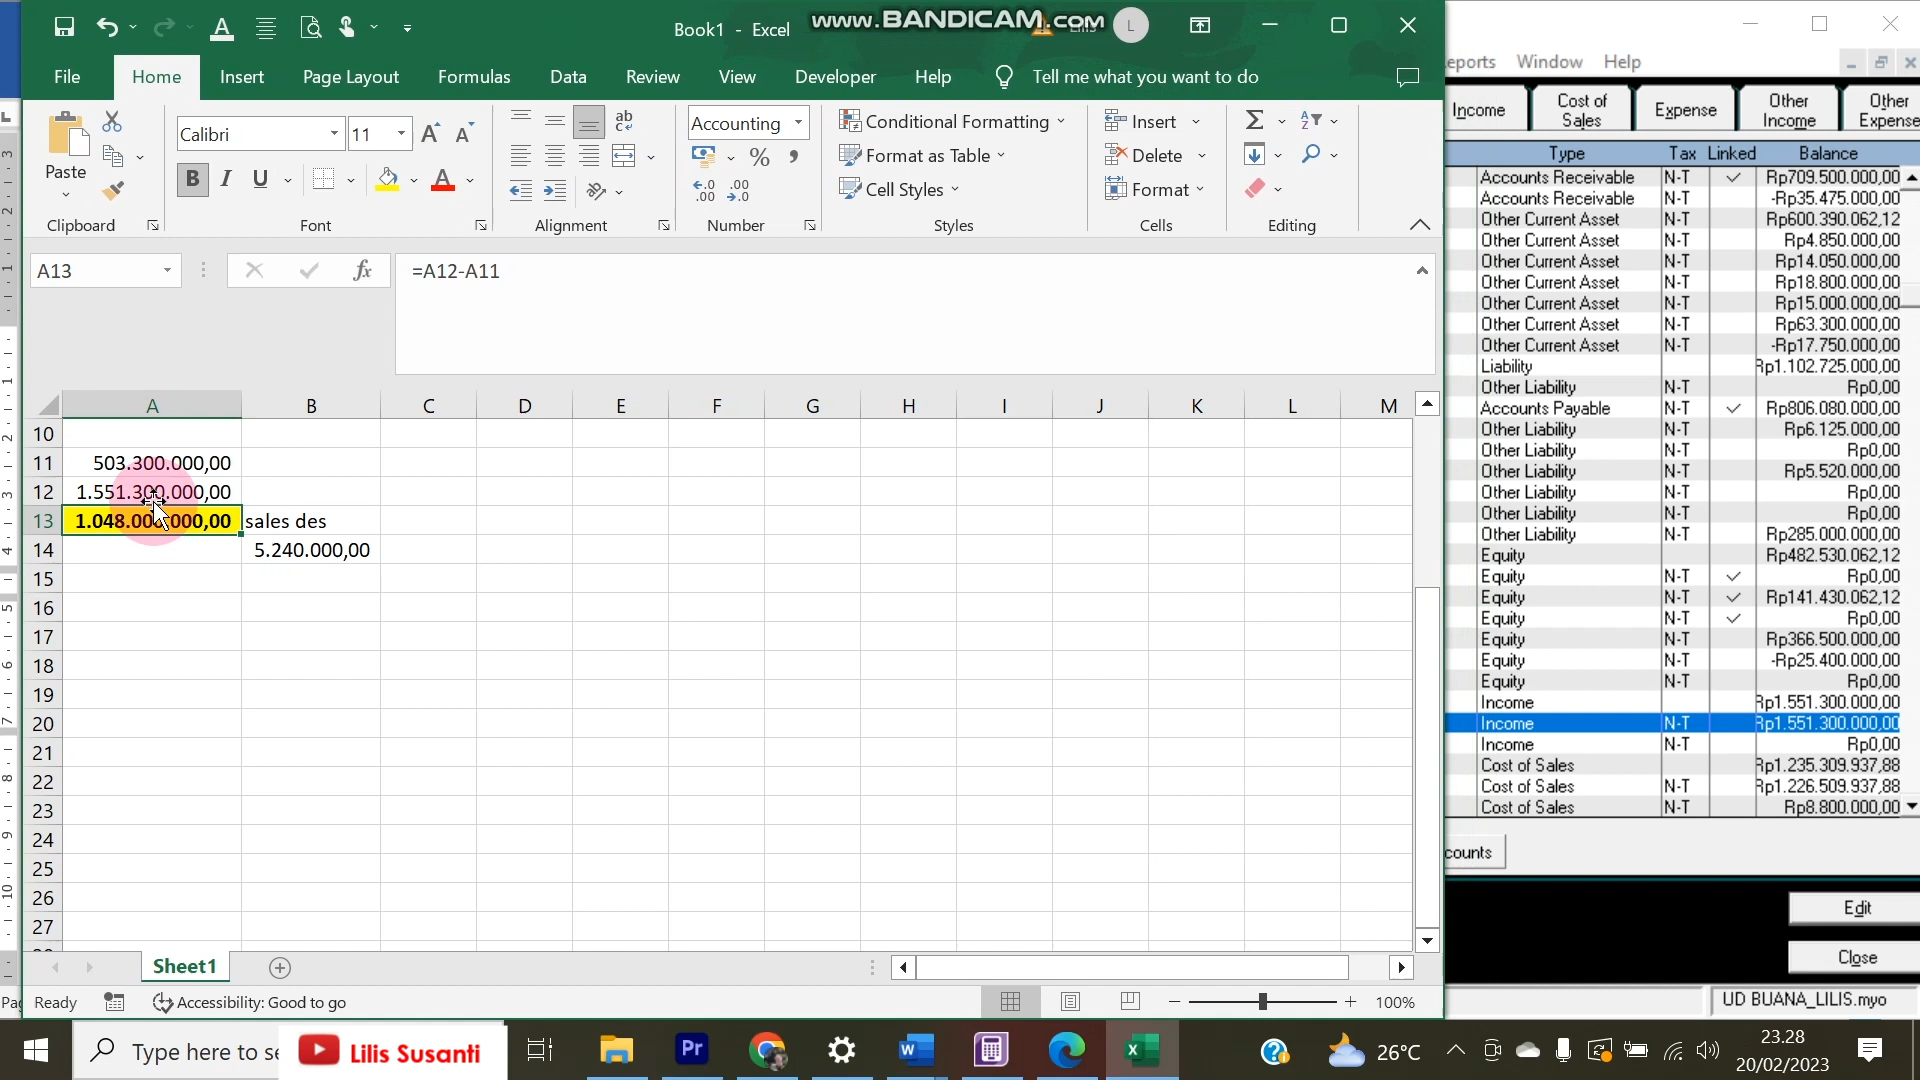 Book1 - Excel
www.BANDICAM.COM
L
File Home Insert Page Layout Formulas Data Review View Developer Help Tell me what you want to do
Paste
Calibri 11
B I U
Accounting
Conditional Formatting
Format as Table
Cell Styles
Insert
Delete
Format
Clipboard Font Alignment Number Styles Cells Editing
A13 fx =A12-A11
A B C D E F G H I J K L M
10
11 503.300.000,00
12 1.551.300.000,00
13 1.048.000.000,00 sales des
14 5.240.000,00
15
16
17
18
19
20
21
22
23
24
25
26
27
Sheet1
Ready Accessibility: Good to go 100%
eports Window Help
Income Cost of Sales Expense Other Income Other Expense
Type Tax Linked Balance
Accounts Receivable N-T Rp709.500.000,00
Accounts Receivable N-T -Rp35.475.000,00
Other Current Asset N-T Rp600.390.062,12
Other Current Asset N-T Rp4.850.000,00
Other Current Asset N-T Rp14.050.000,00
Other Current Asset N-T Rp18.800.000,00
Other Current Asset N-T Rp15.000.000,00
Other Current Asset N-T Rp63.300.000,00
Other Current Asset N-T -Rp17.750.000,00
Liability Rp1.102.725.000,00
Other Liability N-T Rp0,00
Accounts Payable N-T Rp806.080.000,00
Other Liability N-T Rp6.125.000,00
Other Liability N-T Rp0,00
Other Liability N-T Rp5.520.000,00
Other Liability N-T Rp0,00
Other Liability N-T Rp0,00
Other Liability N-T Rp285.000.000,00
Equity Rp482.530.062,12
Equity N-T Rp0,00
Equity N-T Rp141.430.062,12
Equity N-T Rp0,00
Equity N-T Rp366.500.000,00
Equity N-T -Rp25.400.000,00
Equity N-T Rp0,00
Income Rp1.551.300.000,00
Income N-T Rp1.551.300.000,00
Income N-T Rp0,00
Cost of Sales Rp1.235.309.937,88
Cost of Sales N-T Rp1.226.509.937,88
Cost of Sales N-T Rp8.800.000,00
counts
Edit
Close
UD BUANA_LILIS.myo
Type here to se
Lilis Susanti
26°C
23.28
20/02/2023